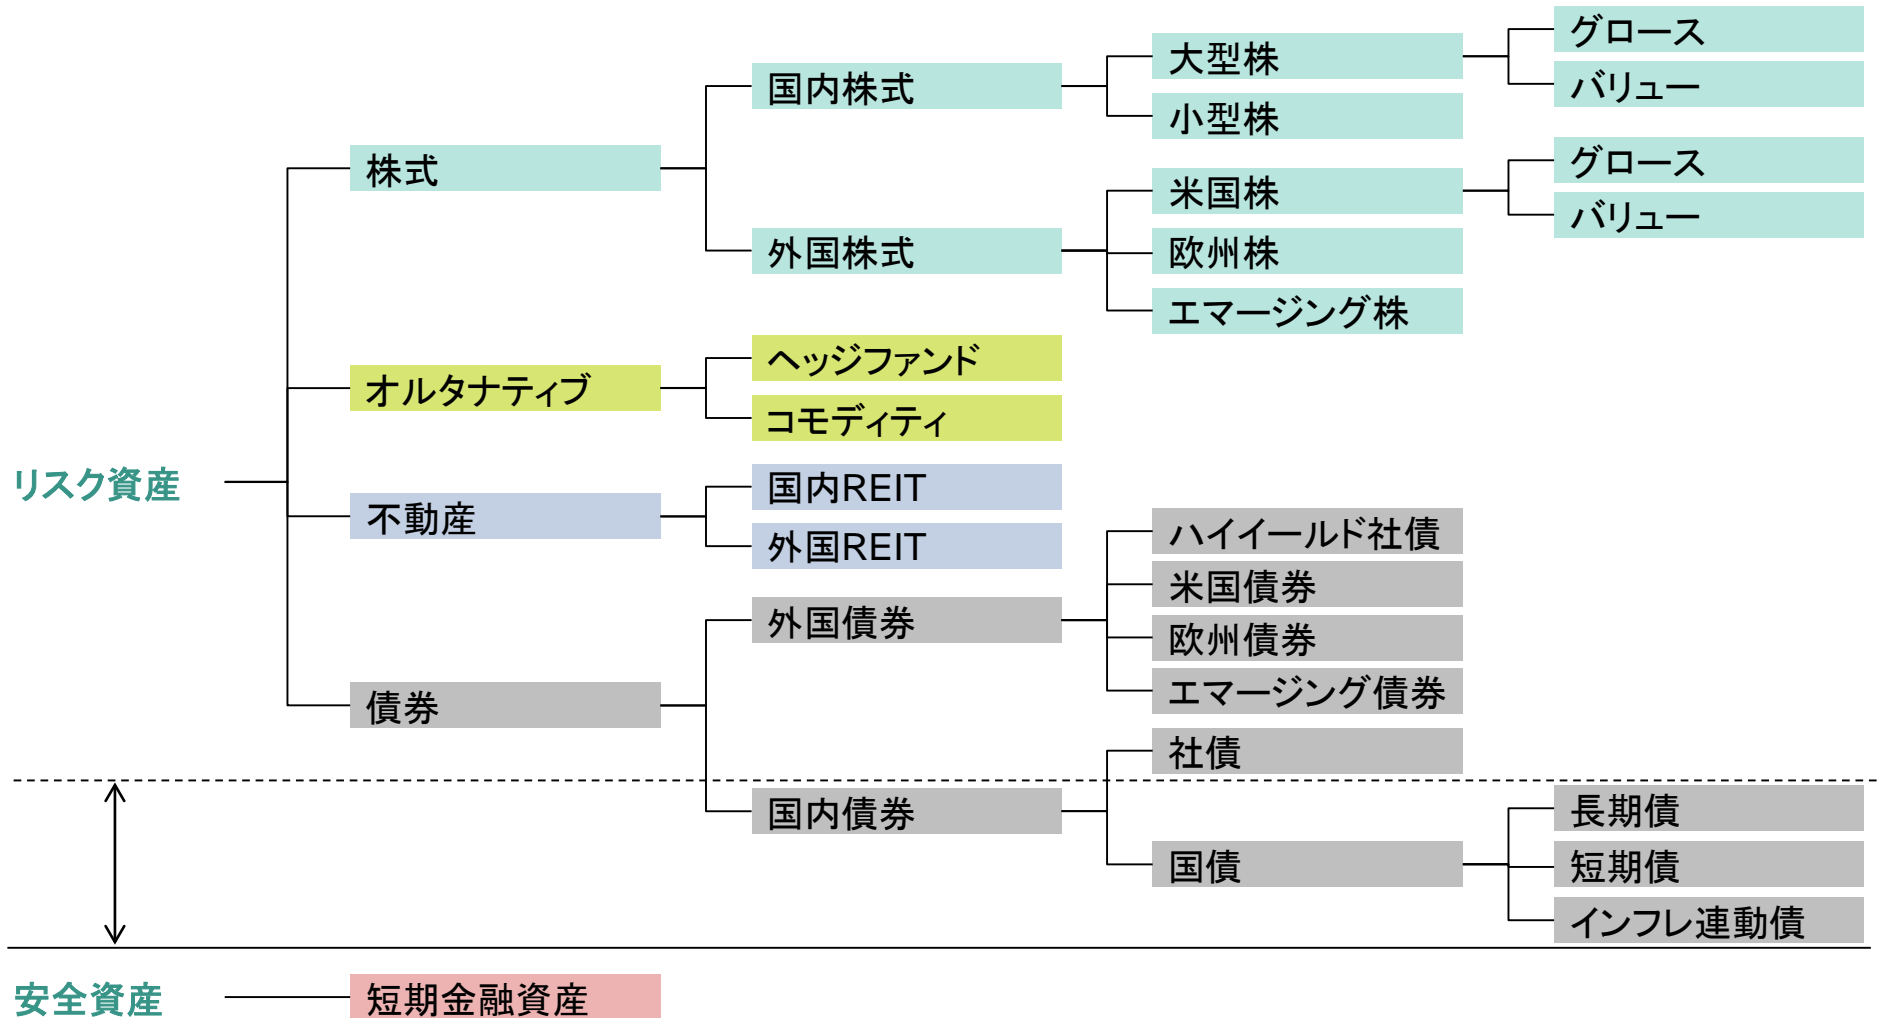 グロース
大型株
国内株式
バリュー
小型株
株式
グロース
米国株
バリュー
外国株式
欧州株
エマージング株
ヘッジファンド
オルタナティブ
コモディティ
リスク資産
国内REIT
不動産
外国REIT
ハイイールド社債
米国債券
外国債券
欧州債券
エマージング債券
債券
社債
国内債券
長期債
国債
短期債
インフレ連動債
安全資産
短期金融資産